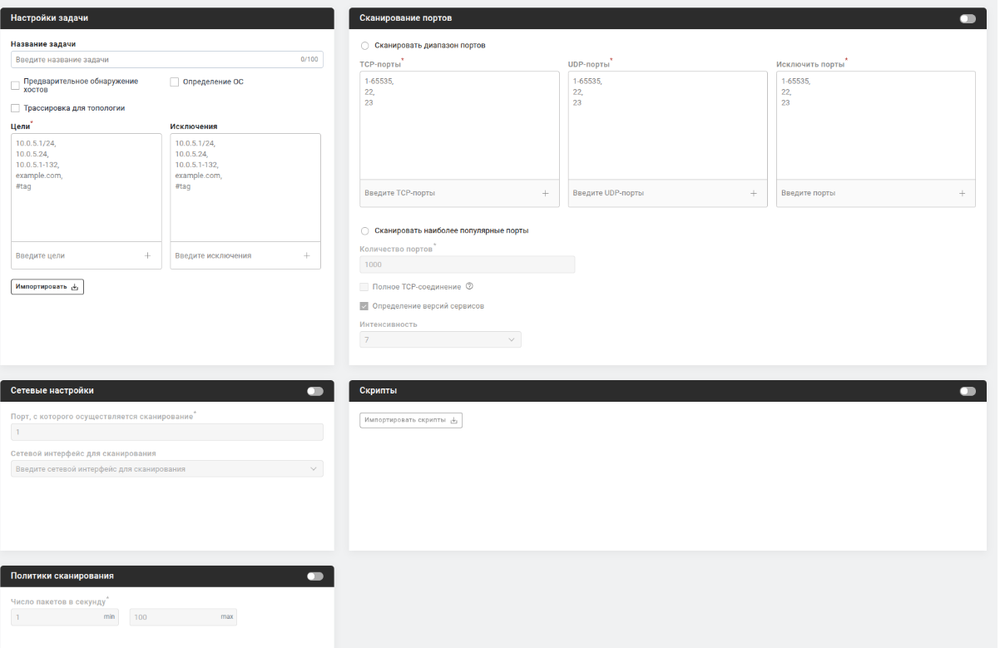 Настройки задачи
Название задачи
Введите название задачи 0/100
Предварительное обнаружение
хостов
Определение ОС
Трассировка для топологии
Цели*
10.0.5.1/24,
10.0.5.24,
10.0.5.1-132,
example.com,
#tag
Введите цели +
Исключения
10.0.5.1/24,
10.0.5.24,
10.0.5.1-132,
example.com,
#tag
Введите исключения +
Импортировать
Сканирование портов
Сканировать диапазон портов
TCP-порты*
1-65535,
22,
23
Введите TCP-порты +
UDP-порты*
1-65535,
22,
23
Введите UDP-порты +
Исключить порты*
1-65535,
22,
23
Введите порты +
Сканировать наиболее популярные порты
Количество портов*
1000
Полное TCP-соединение ?
Определение версий сервисов
Интенсивность
7
Сетевые настройки
Порт, с которого осуществляется сканирование*
1
Сетевой интерфейс для сканирования
Введите сетевой интерфейс для сканирования
Скрипты
Импортировать скрипты
Политики сканирования
Число пакетов в секунду*
1 min 100 max